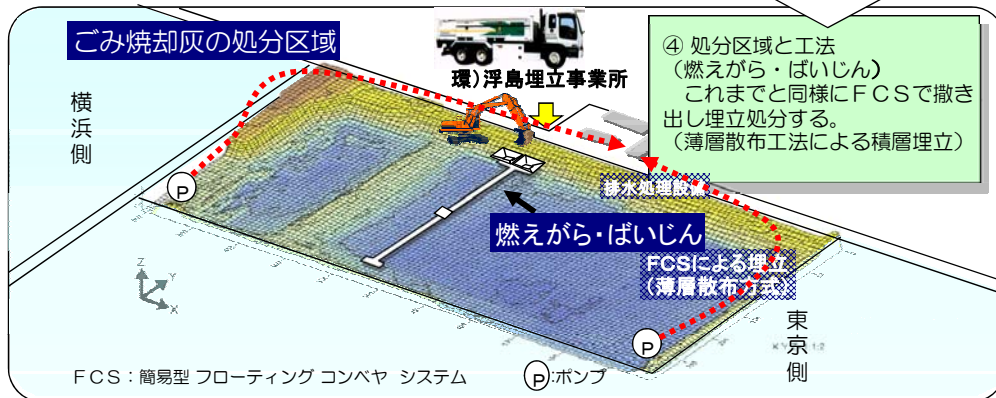 ごみ焼却灰の処分区域
環）浮島埋立事業所
④ 処分区域と工法
（燃えがら・ばいじん）
　これまでと同様にＦＣＳで撒き
出し埋立処分する。
（薄層散布工法による積層埋立）
横浜側
P
排水処理設備
燃えがら・ばいじん
FCSによる埋立
（薄層散布方式）
Z
Y
X
P
東京側
ＦＣＳ：簡易型 フローティング コンベヤ システム
P:ポンプ